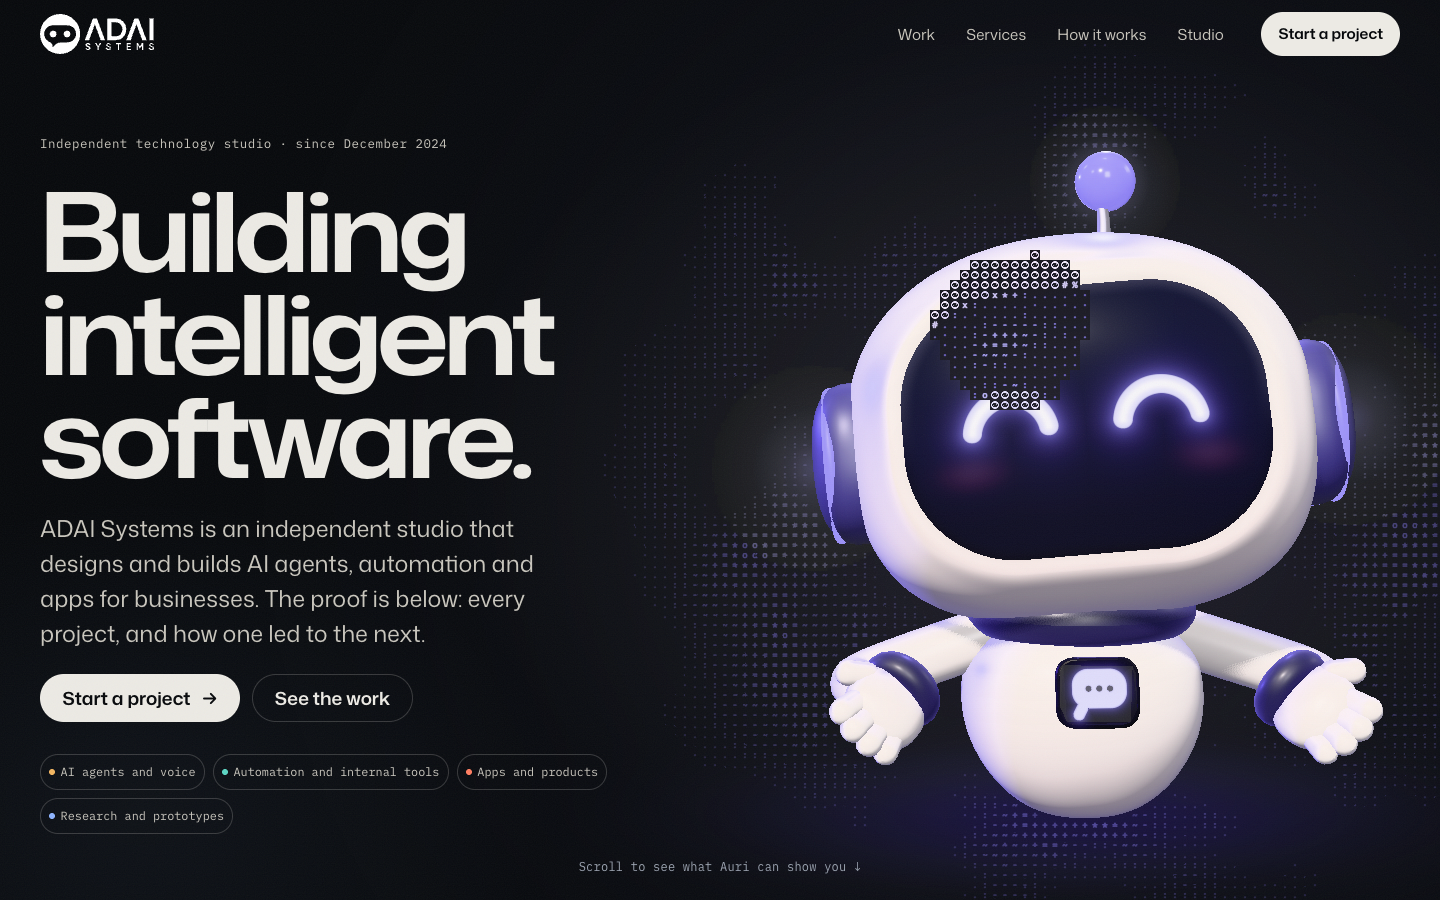 ADAI
SYSTEMS
Work
Services
How it works
Studio
Start a project
Independent technology studio · since December 2024
Building
intelligent
software.
ADAI Systems is an independent studio that
designs and builds AI agents, automation and
apps for businesses. The proof is below: every
project, and how one led to the next.
Start a project →
See the work
AI agents and voice
Automation and internal tools
Apps and products
Research and prototypes
Scroll to see what Auri can show you ↓